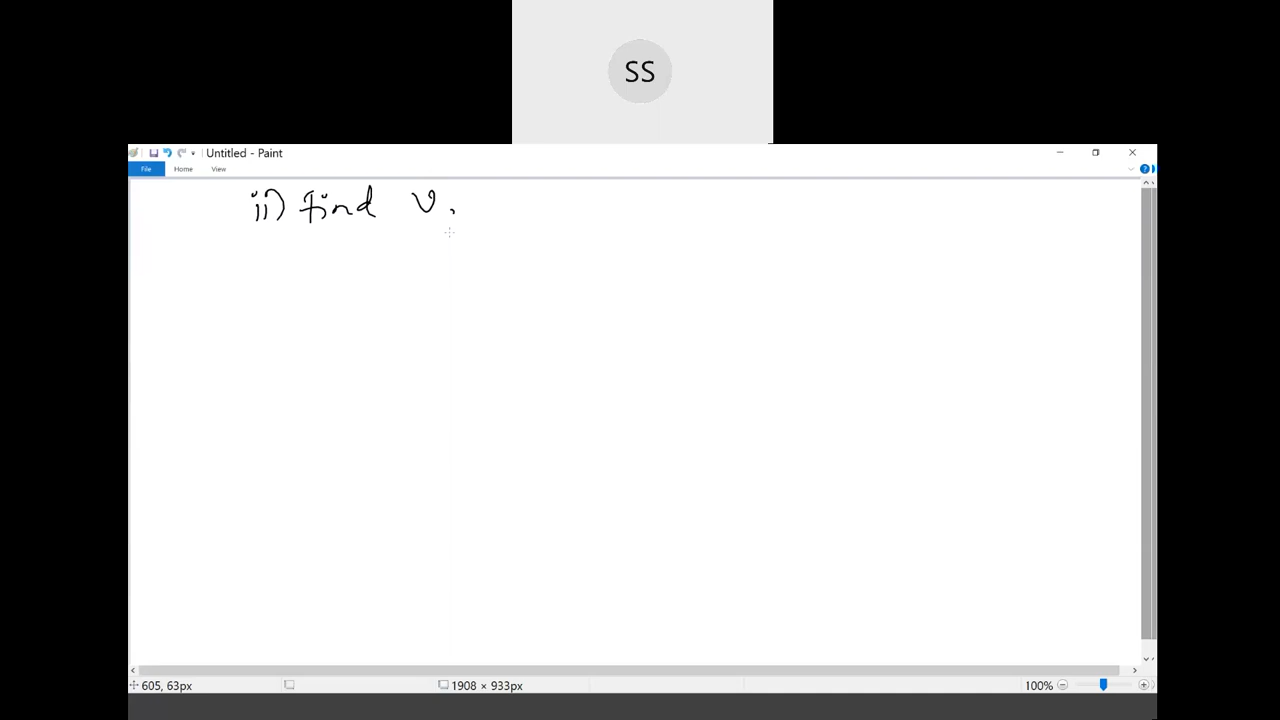 SS
Untitled - Paint
File Home View
ii) Find v.
605, 63px 1908 × 933px 100%